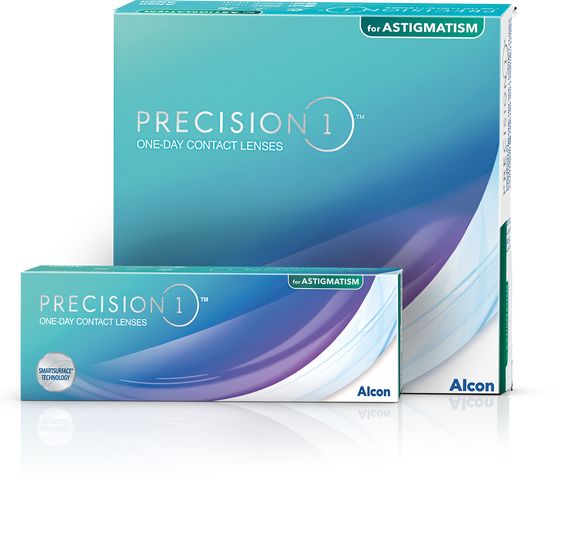 for ASTIGMATISM
PRECISION 1™
ONE-DAY CONTACT LENSES
Alcon
for ASTIGMATISM
PRECISION 1™
ONE-DAY CONTACT LENSES
SMARTSURFACE™
TECHNOLOGY
Alcon